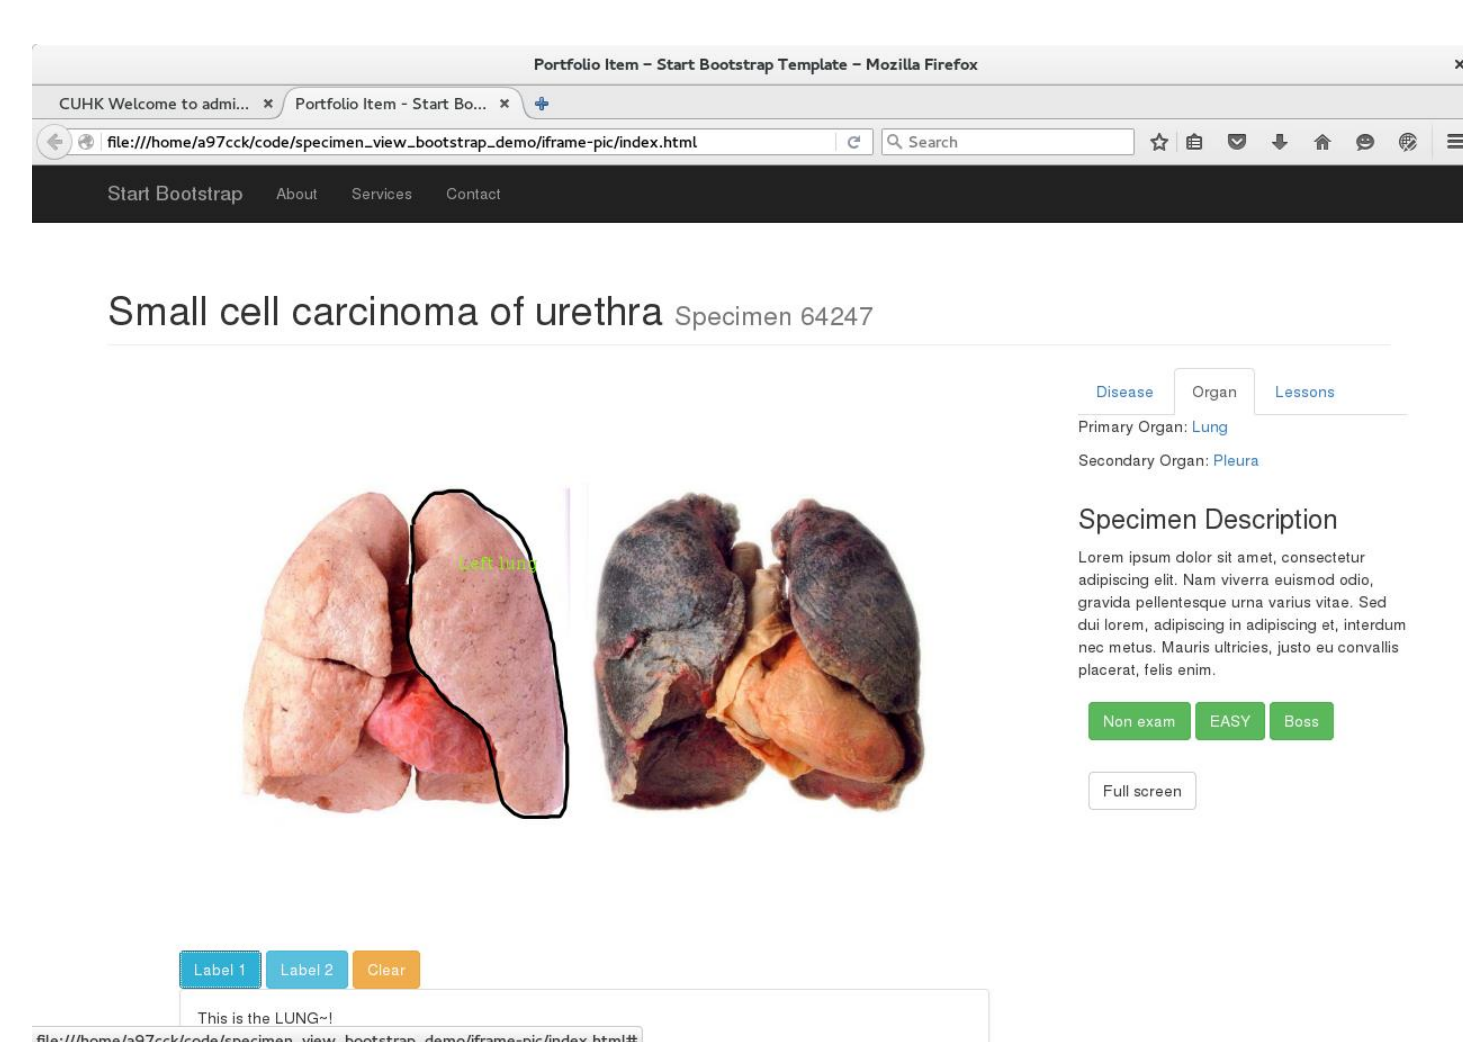 Portfolio Item – Start Bootstrap Template – Mozilla Firefox
CUHK Welcome to admi...
Portfolio Item - Start Bo...
file:///home/a97cck/code/specimen_view_bootstrap_demo/iframe-pic/index.html
Search
Start Bootstrap About Services Contact
Small cell carcinoma of urethra Specimen 64247
Disease Organ Lessons
Primary Organ: Lung
Secondary Organ: Pleura
Left lung
Specimen Description
Lorem ipsum dolor sit amet, consectetur
adipiscing elit. Nam viverra euismod odio,
gravida pellentesque urna varius vitae. Sed
dui lorem, adipiscing in adipiscing et, interdum
nec metus. Mauris ultricies, justo eu convallis
placerat, felis enim.
Non exam EASY Boss
Full screen
Label 1 Label 2 Clear
This is the LUNG~!
file:///home/a97cck/code/specimen_view_bootstrap_demo/iframe-pic/index.html#